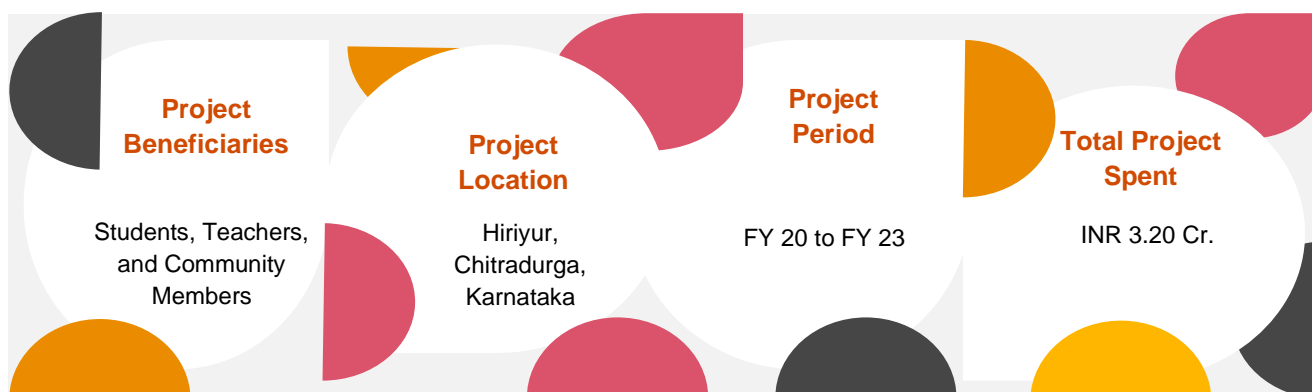 Project
Beneficiaries
Students, Teachers,
and Community
Members
Project
Location
Hiriyur,
Chitradurga,
Karnataka
Project
Period
FY 20 to FY 23
Total Project
Spent
INR 3.20 Cr.